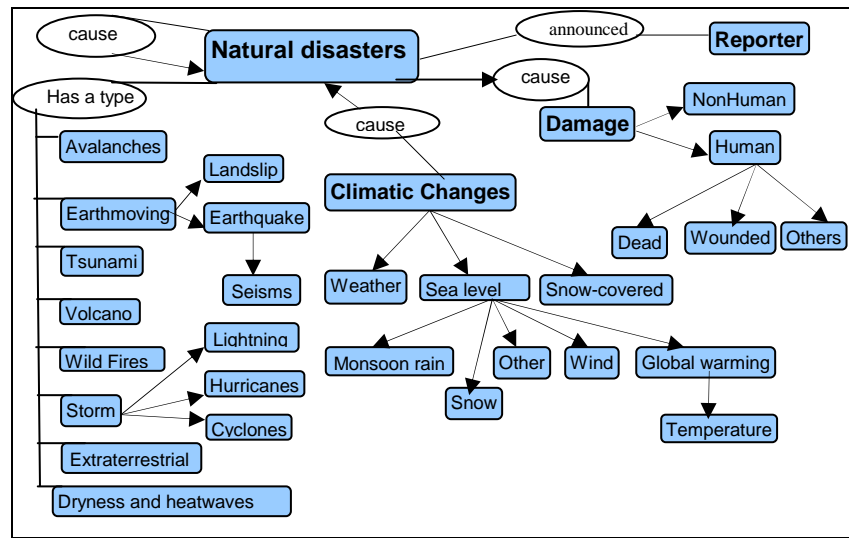 cause
Natural disasters
announced
Reporter
Has a type
cause
cause
NonHuman
Damage
Human
Avalanches
Landslip
Climatic Changes
Earthmoving
Earthquake
Dead
Wounded
Others
Tsunami
Seisms
Weather
Sea level
Snow-covered
Volcano
Lightning
Wild Fires
Monsoon rain
Other
Wind
Global warming
Hurricanes
Storm
Snow
Cyclones
Temperature
Extraterrestrial
Dryness and heatwaves